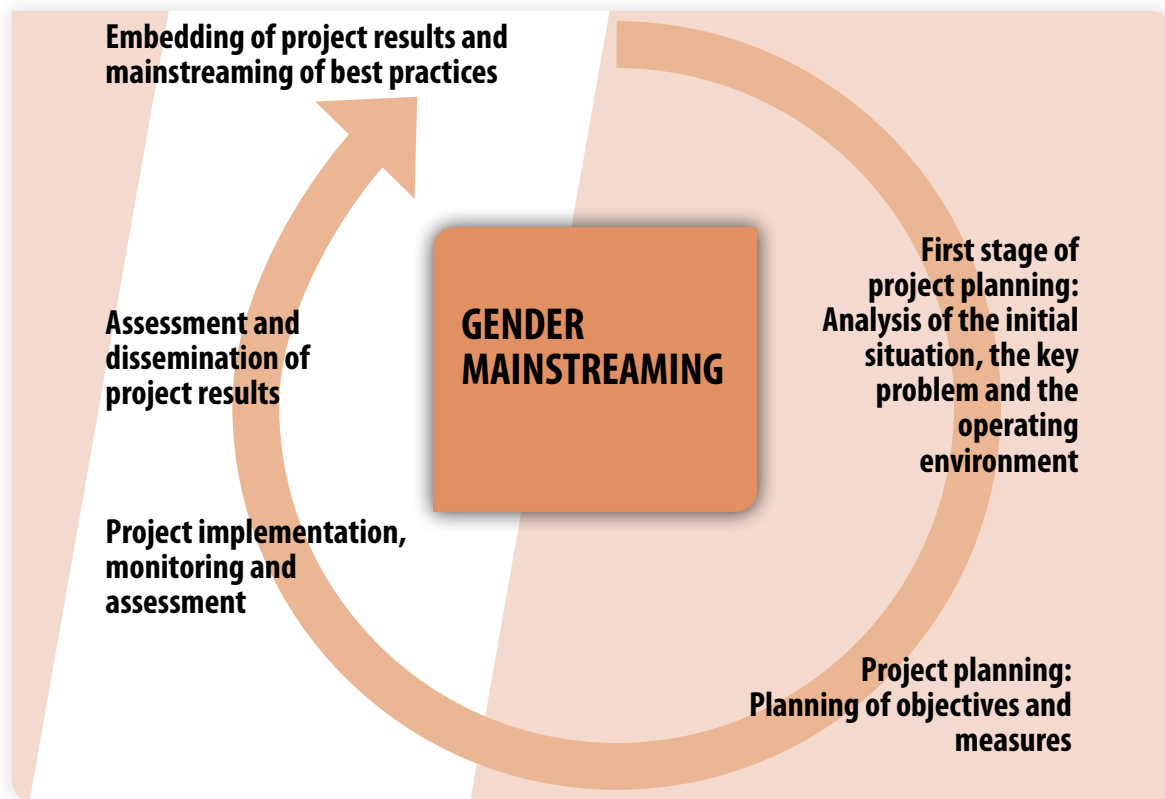 Embedding of project results and
mainstreaming of best practices
First stage of
project planning:
Analysis of the initial
situation, the key
problem and the
operating
environment
GENDER
MAINSTREAMING
Assessment and
dissemination of
project results
Project implementation,
monitoring and
assessment
Project planning:
Planning of objectives and
measures